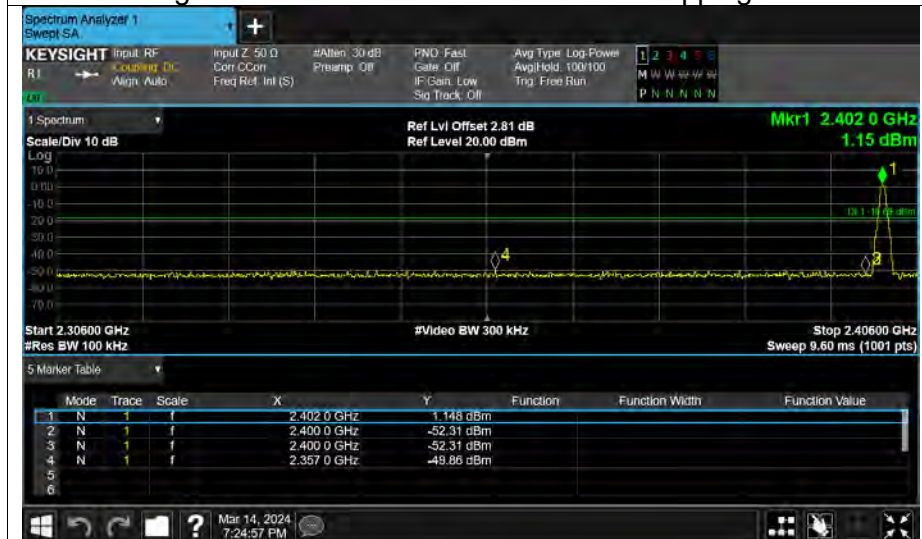 Spectrum Analyzer 1
Swept SA
+
KEYSIGHT Input: RF Input Z: 50 Ω #Atten: 30 dB PNO: Fast Avg Type: Log-Power 1 2 3 4 5 6
R1 Coupling: DC Corr CCorr Preamp: Off Gate: Off Avg|Hold: 100/100 M W W W W W
Align: Auto Freq Ref: Int (S) IF Gain: Low Trig: Free Run
Sig Track: Off P N N N N N
1 Spectrum
Ref Lvl Offset 2.81 dB Mkr1 2.402 0 GHz
Scale/Div 10 dB Ref Level 20.00 dBm 1.15 dBm
Log
10.0
0.00
-10.0
-20.0
-30.0
-40.0
-50.0
-60.0
-70.0
1
4
Start 2.30600 GHz #Video BW 300 kHz Stop 2.40600 GHz
#Res BW 100 kHz Sweep 9.60 ms (1001 pts)
5 Marker Table
Mode Trace Scale X Y Function Function Width Function Value
1 N 1 f 2.402 0 GHz 1.148 dBm
2 N 1 f 2.400 0 GHz -52.31 dBm
3 N 1 f 2.400 0 GHz -52.31 dBm
4 N 1 f 2.357 0 GHz -49.86 dBm
5
6
? Mar 14, 2024
7:24:57 PM